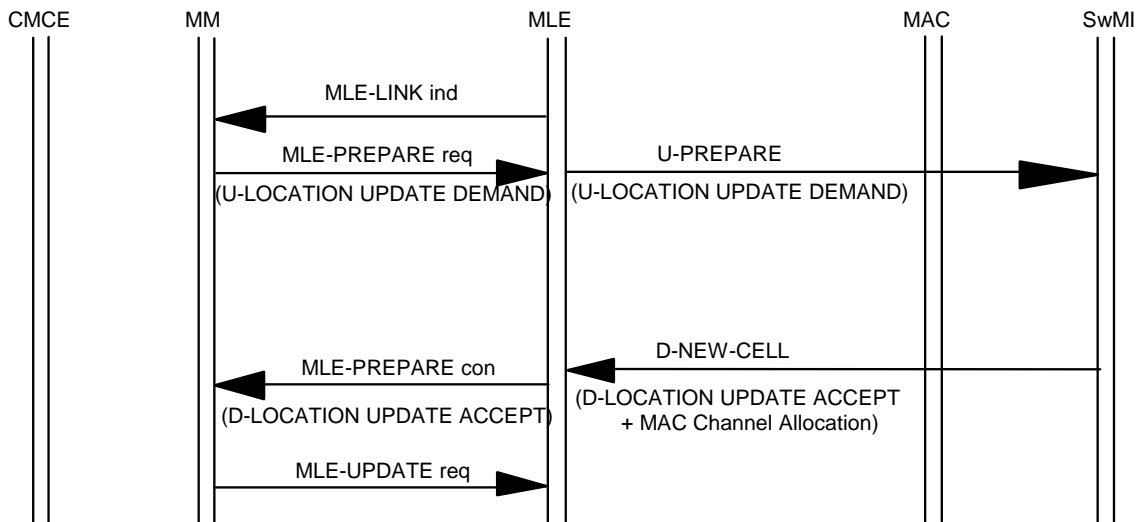 CMCE MM MLE MAC SwMI
MLE-LINK ind
MLE-PREPARE req U-PREPARE
(U-LOCATION UPDATE DEMAND) (U-LOCATION UPDATE DEMAND)
D-NEW-CELL
MLE-PREPARE con
(D-LOCATION UPDATE ACCEPT
(D-LOCATION UPDATE ACCEPT) + MAC Channel Allocation)
MLE-UPDATE req